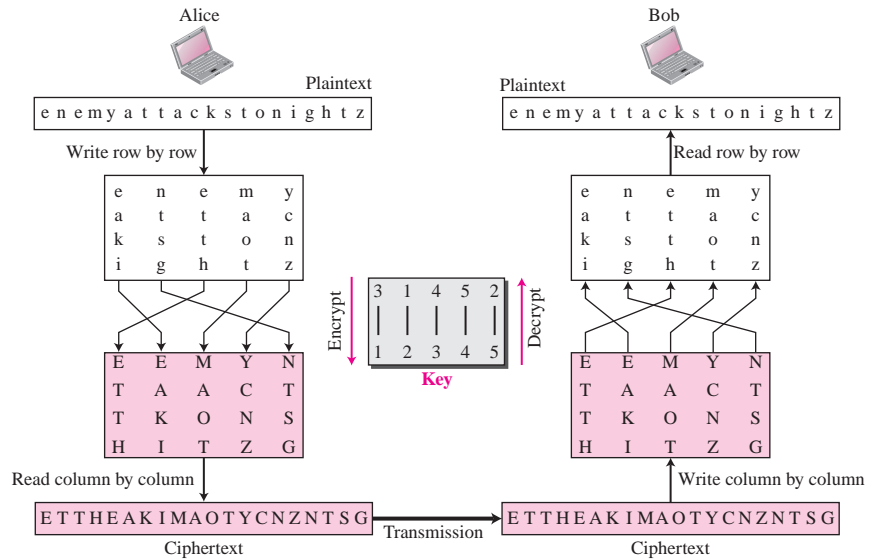 Alice
Bob
Plaintext
Plaintext
e n e m y a t t a c k s t o n i g h t z
e n e m y a t t a c k s t o n i g h t z
Write row by row
Read row by row
e n e m y
a t t a c
k s t o n
i g h t z
e n e m y
a t t a c
k s t o n
i g h t z
Encrypt
3 1 4 5 2
1 2 3 4 5
Decrypt
Key
E E M Y N
T A A C T
T K O N S
H I T Z G
E E M Y N
T A A C T
T K O N S
H I T Z G
Read column by column
Write column by column
E T T H E A K I M A O T Y C N Z N T S G
Transmission
E T T H E A K I M A O T Y C N Z N T S G
Ciphertext
Ciphertext